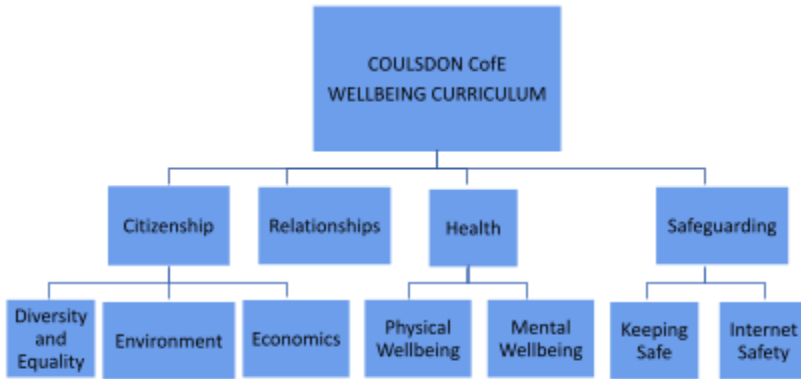 COULSDON CofE
WELLBEING CURRICULUM
Citizenship
Relationships
Health
Safeguarding
Diversity
and
Equality
Environment
Economics
Physical
Wellbeing
Mental
Wellbeing
Keeping
Safe
Internet
Safety